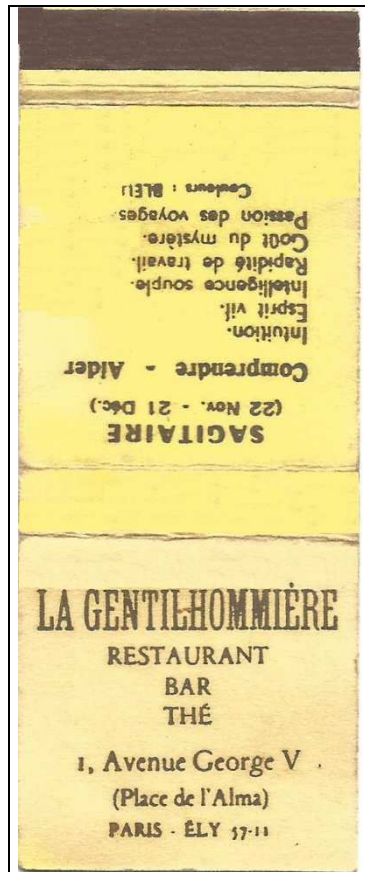 SAGITAIRE
(22 Nov. - 21 Déc.)
Comprendre - Aider
Intuition.
Esprit vif.
Intelligence souple.
Rapidité de travail.
Goût du mystère.
Passion des voyages.
Couleurs : BLEU
LA GENTILHOMMIÈRE
RESTAURANT
BAR
THÉ
1, Avenue George V
(Place de l'Alma)
PARIS - ÉLY 57-11